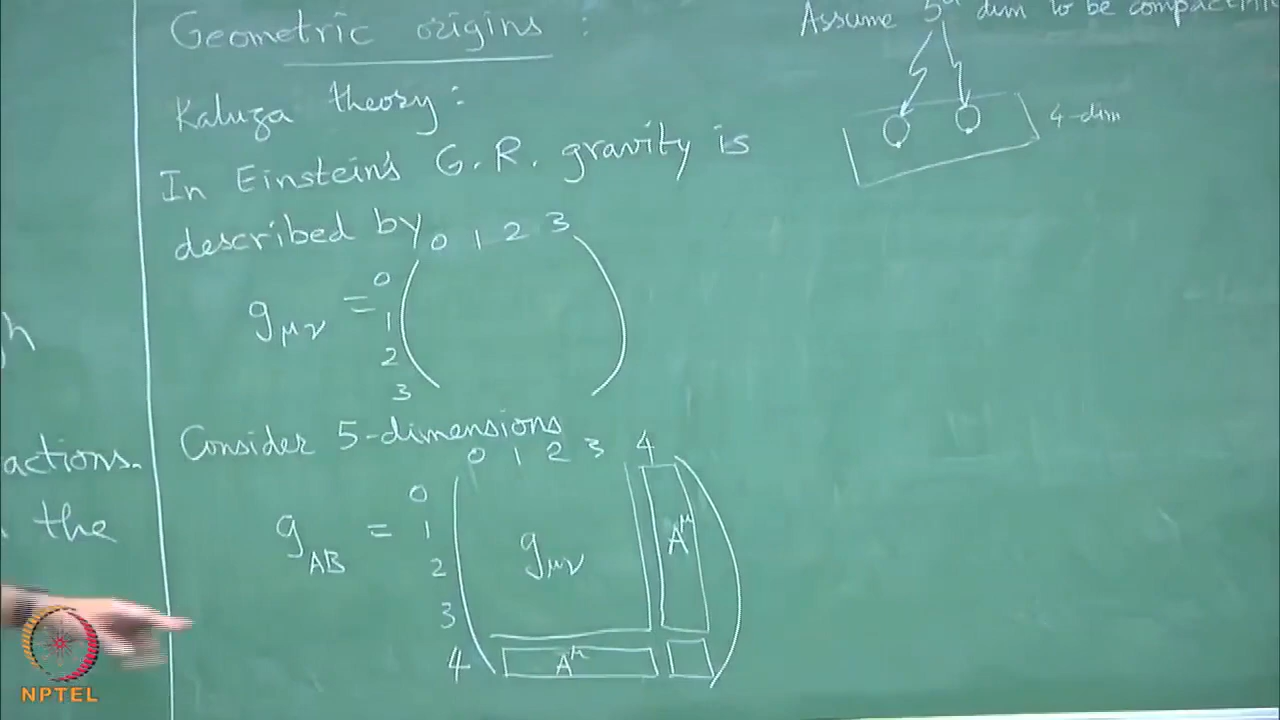 Geometric origins :
Kaluza theory :
In Einstein's G.R. gravity is
described by
0 1 2 3
gμν =
0
1
2
3
Consider 5-dimensions
0 1 2 3 4
gAB =
0
1
2
3
4
gμν
Aμ
Aμ
Assume 5th dim to be
4-dim
actions.
the
NPTEL